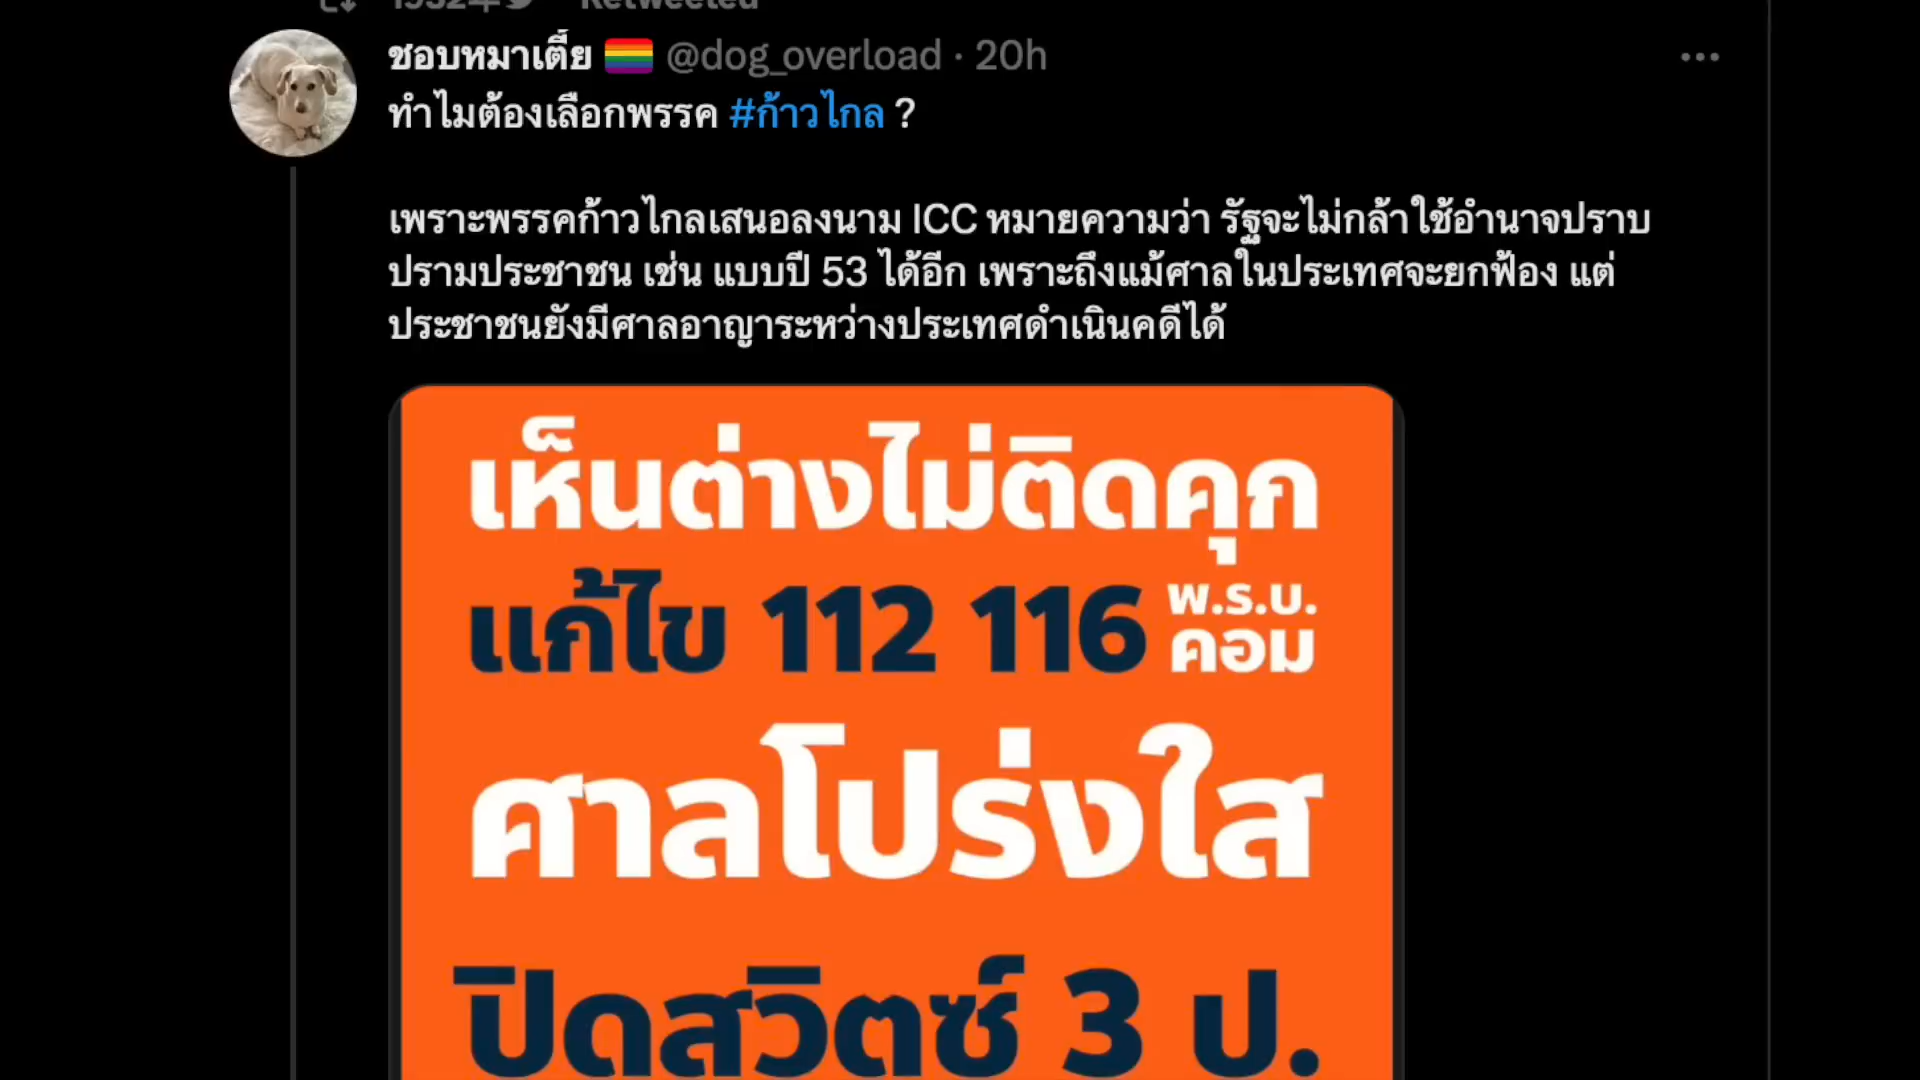 Retweeted
ชอบหมาเตี้ย 🏳️‍🌈 @dog_overload · 20h
ทำไมต้องเลือกพรรค #ก้าวไกล ?
เพราะพรรคก้าวไกลเสนอลงนาม ICC หมายความว่า รัฐจะไม่กล้าใช้อำนาจปราบ
ปรามประชาชน เช่น แบบปี 53 ได้อีก เพราะถึงแม้ศาลในประเทศจะยกฟ้อง แต่
ประชาชนยังมีศาลอาญาระหว่างประเทศดำเนินคดีได้
เห็นต่างไม่ติดคุก
แก้ไข 112 116 พ.ร.บ.
คอม
ศาลโปร่งใส
ปิดสวิตซ์ 3 ป.